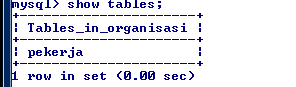 mysql> show tables;
+----------------------+
| Tables_in_organisasi |
+----------------------+
| pekerja              |
+----------------------+
1 row in set (0.00 sec)